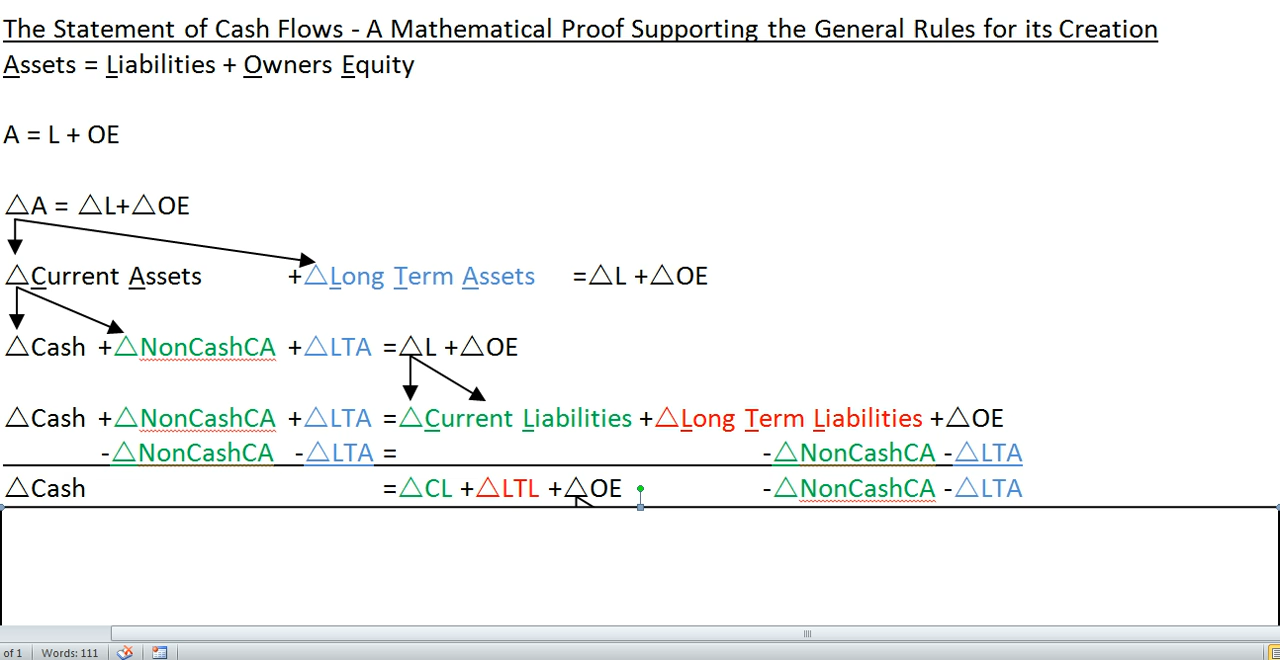 The Statement of Cash Flows - A Mathematical Proof Supporting the General Rules for its Creation
Assets = Liabilities + Owners Equity
A = L + OE
△A = △L+△OE
△Current Assets +△Long Term Assets =△L +△OE
△Cash +△NonCashCA +△LTA =△L +△OE
△Cash +△NonCashCA +△LTA =△Current Liabilities +△Long Term Liabilities +△OE
-△NonCashCA -△LTA = -△NonCashCA -△LTA
△Cash =△CL +△LTL +△OE -△NonCashCA -△LTA
of 1 Words: 111